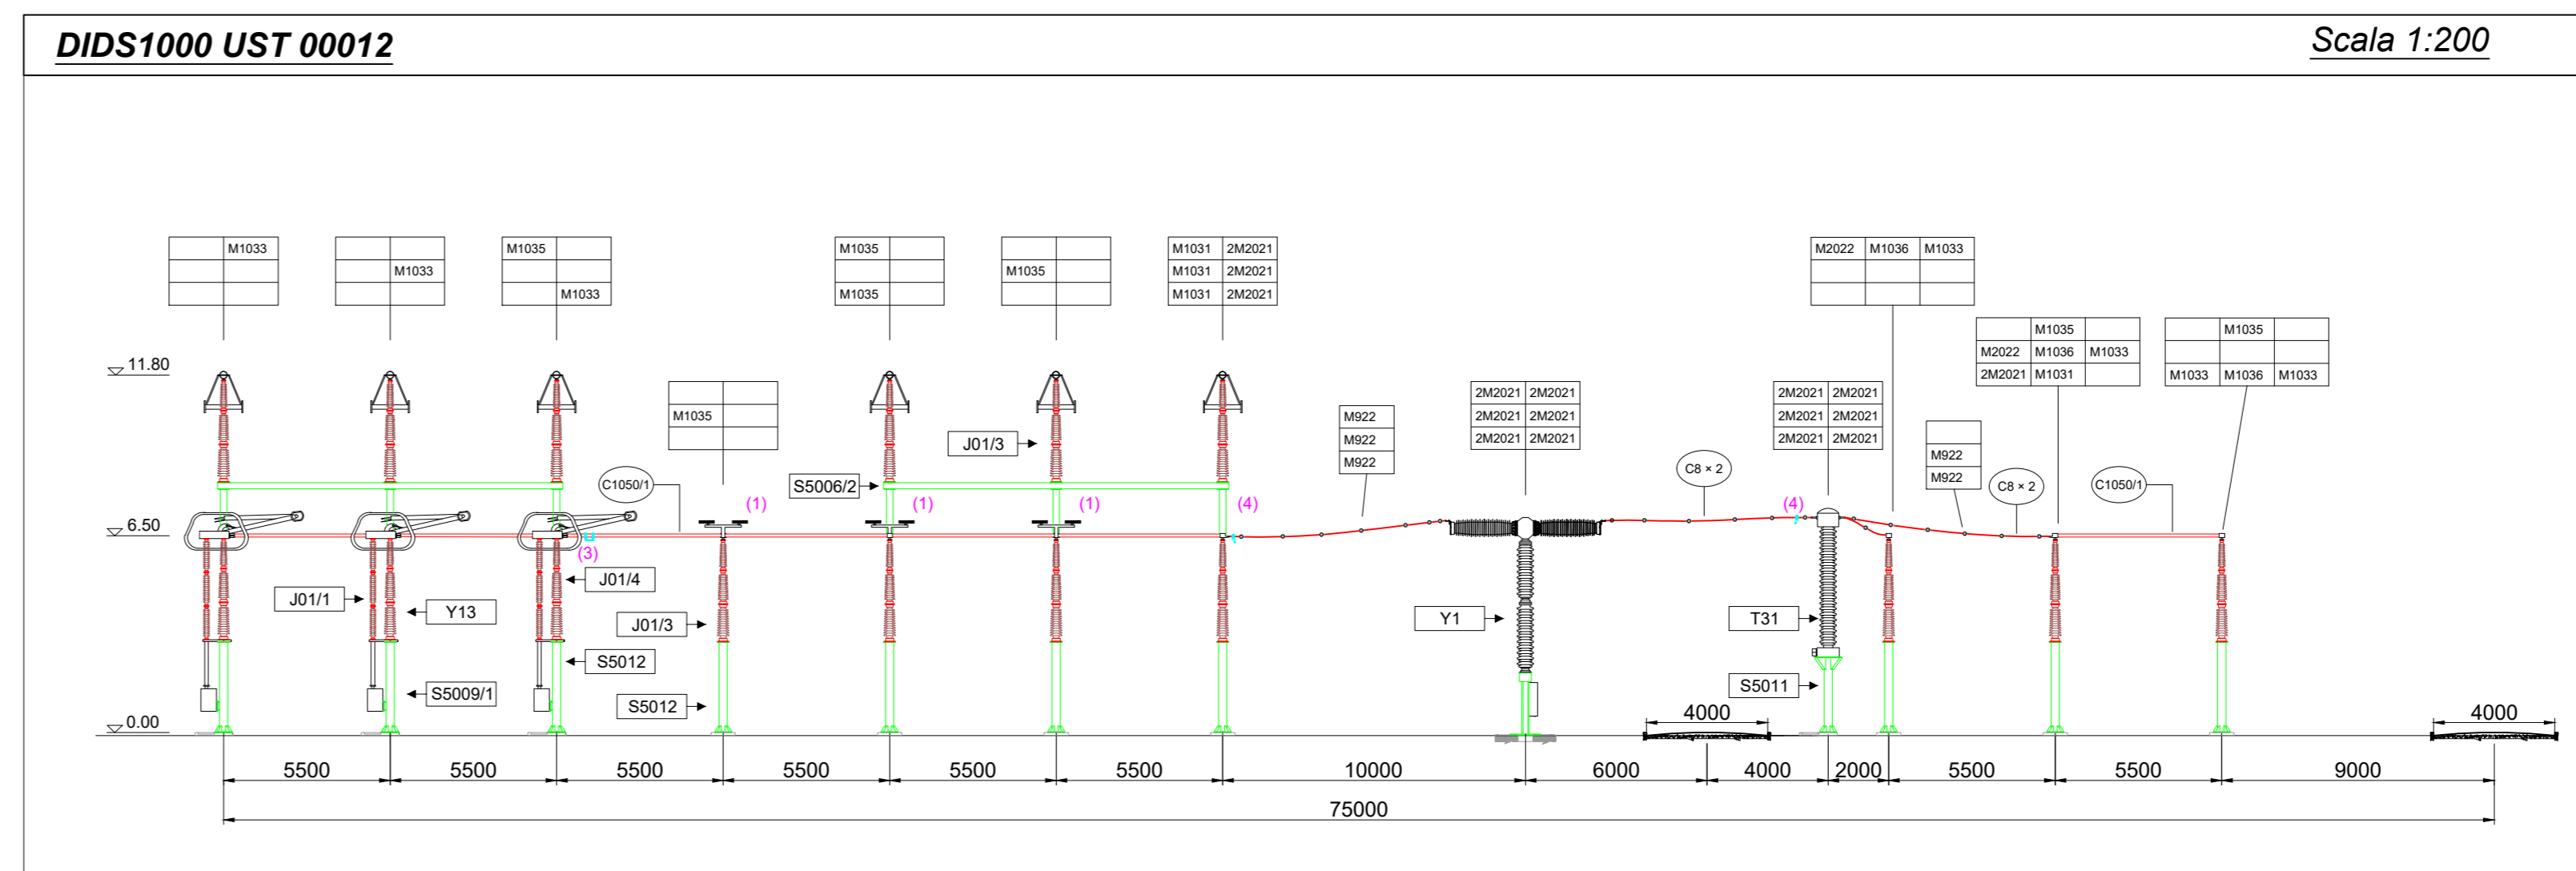 DIDS1000 UST 00012
Scala 1:200
M1033
M1033
M1035
M1033
M1035
M1035
M1035
M1031 2M2021
M1031 2M2021
M1031 2M2021
M2022 M1036 M1033
M1035
M2022 M1036 M1033
2M2021 M1031
M1035
M1033 M1036 M1033
11.80
M1035
J01/3
M922
M922
M922
2M2021 2M2021
2M2021 2M2021
2M2021 2M2021
2M2021 2M2021
2M2021 2M2021
2M2021 2M2021
M922
M922
C1050/1
S5006/2
C8 × 2
C8 × 2
C1050/1
(1)
(1)
(1)
(4)
(4)
6.50
(3)
J01/4
J01/1
Y13
J01/3
Y1
T31
S5012
S5009/1
S5012
S5011
0.00
4000
4000
5500 5500 5500 5500 5500 5500 10000 6000 4000 2000 5500 5500 9000
75000